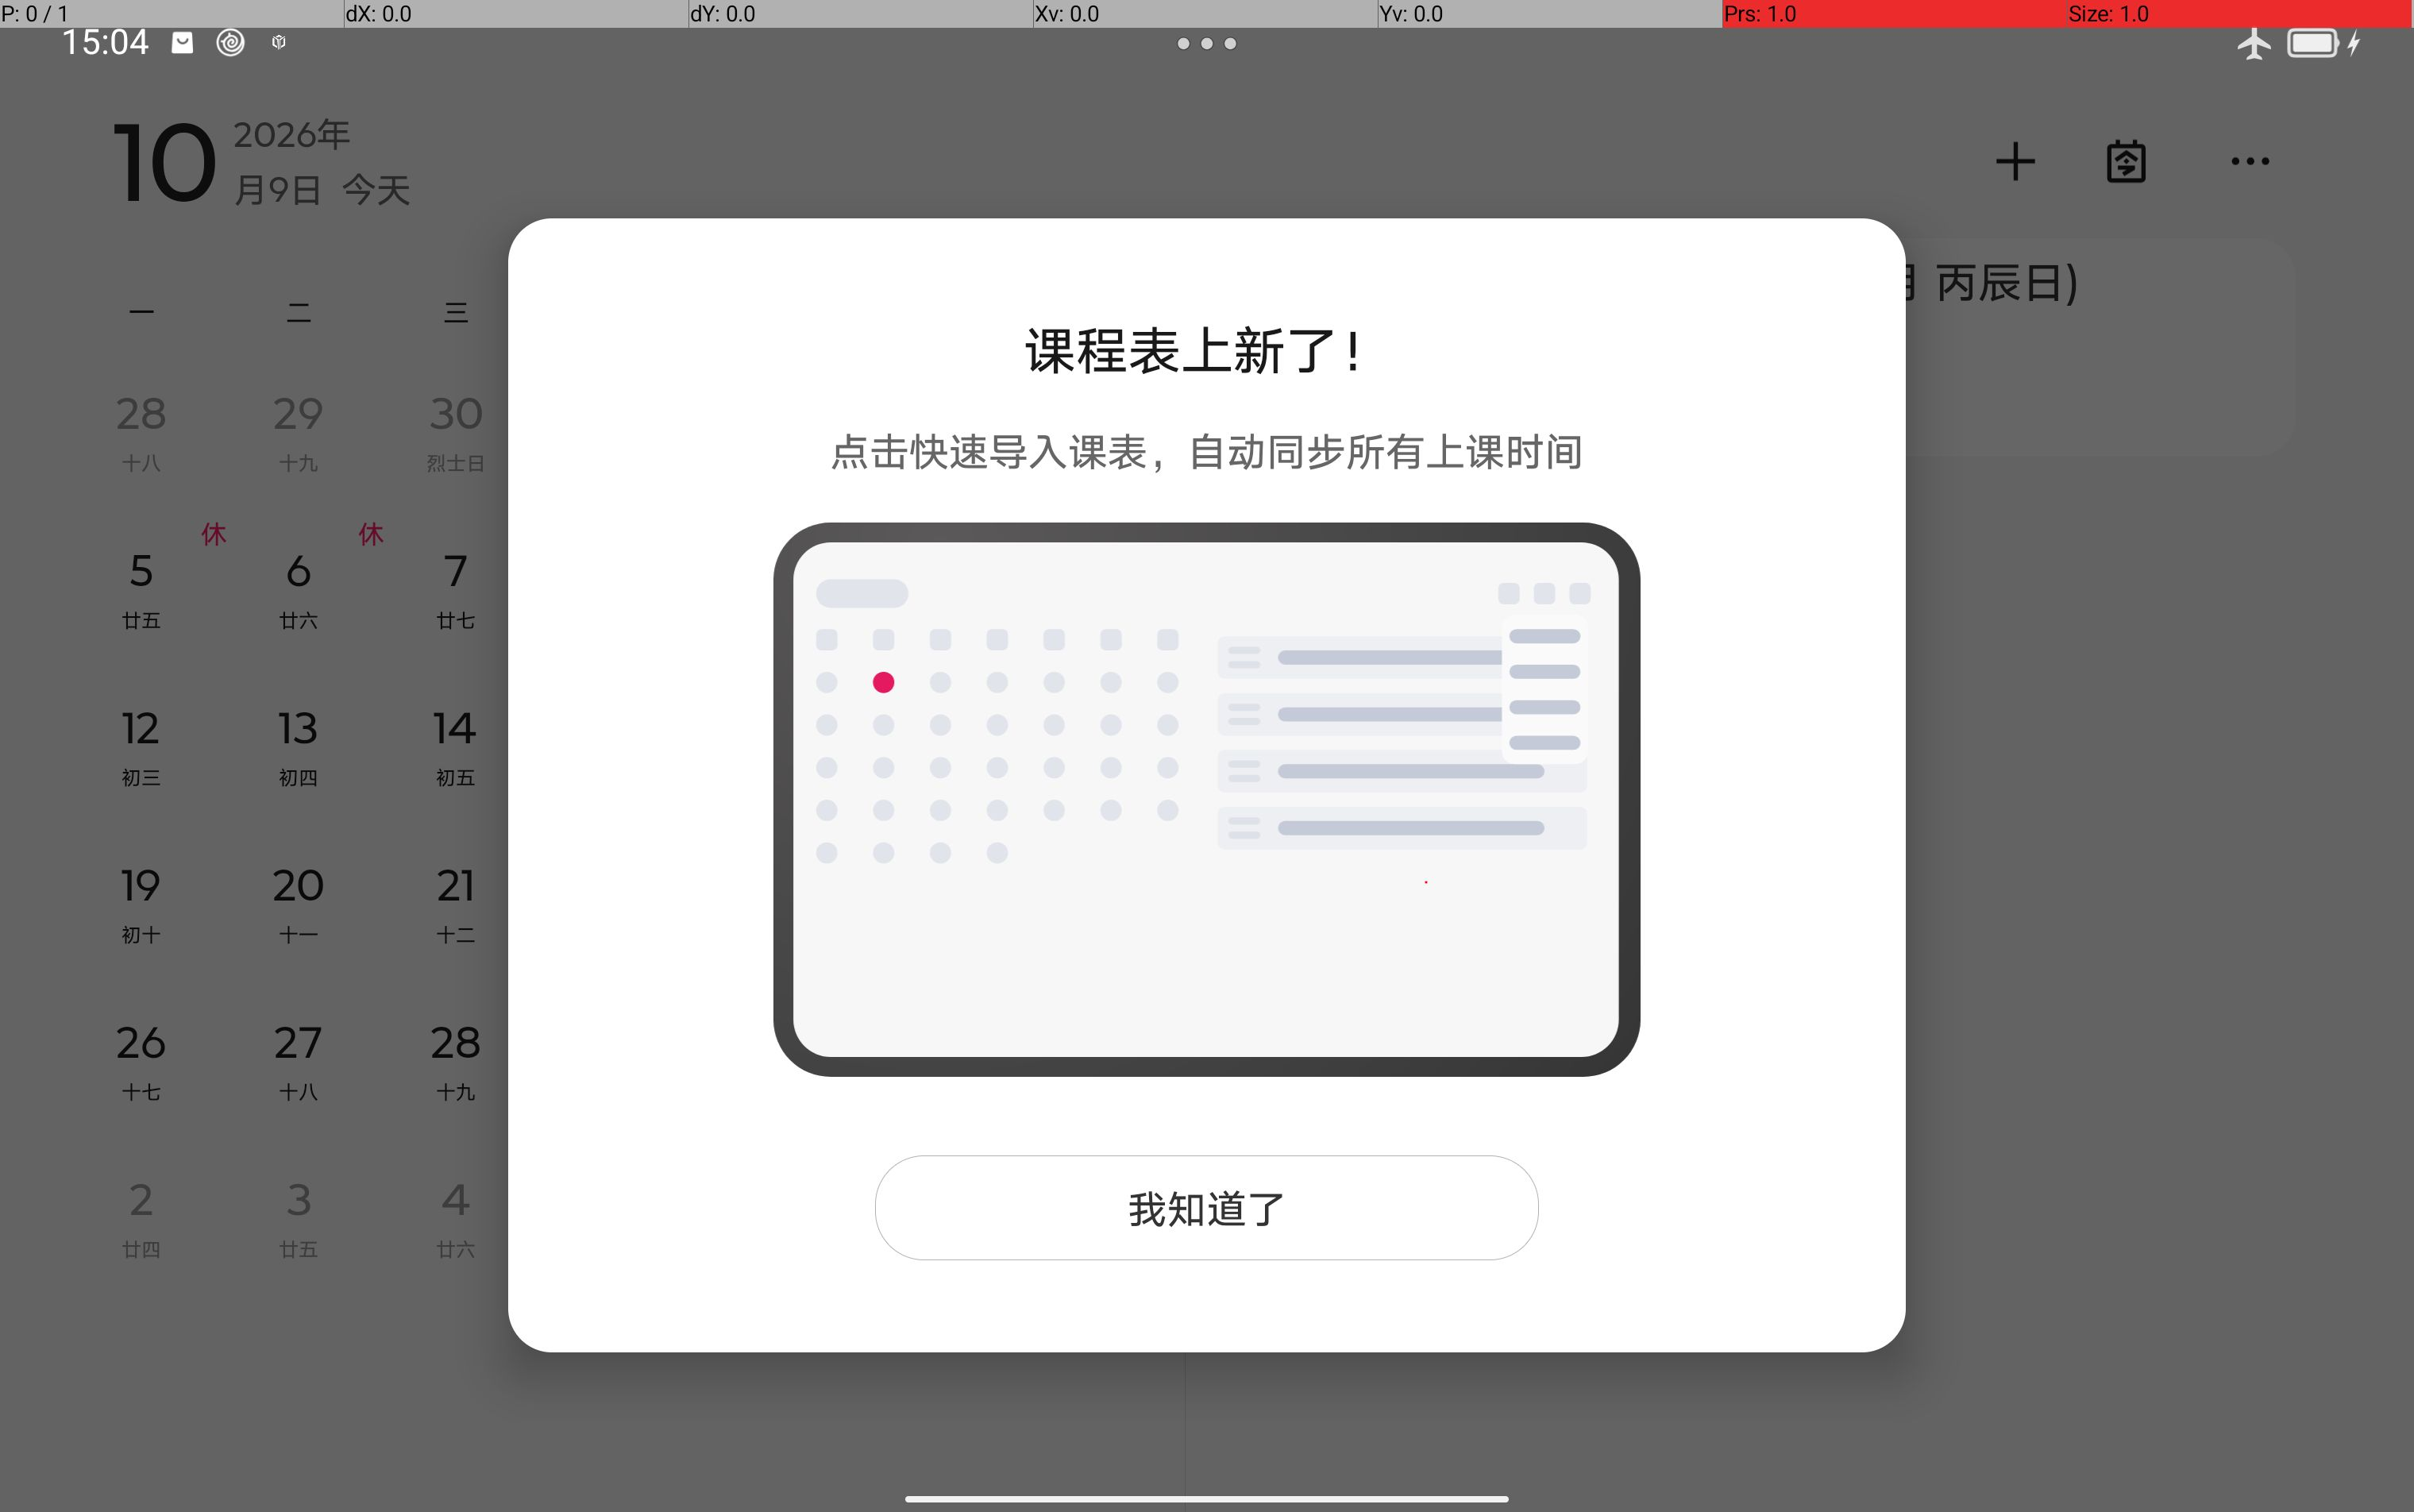 P: 0 / 1 dX: 0.0 dY: 0.0 Xv: 0.0 Yv: 0.0 Prs: 1.0 Size: 1.0
15:04
10 2026年
月9日 今天
丙辰日)
一 二 三
28 29 30
十八 十九 烈士日
休 休
5 6 7
廿五 廿六 廿七
12 13 14
初三 初四 初五
19 20 21
初十 十一 十二
26 27 28
十七 十八 十九
2 3 4
廿四 廿五 廿六
课程表上新了!
点击快速导入课表，自动同步所有上课时间
我知道了